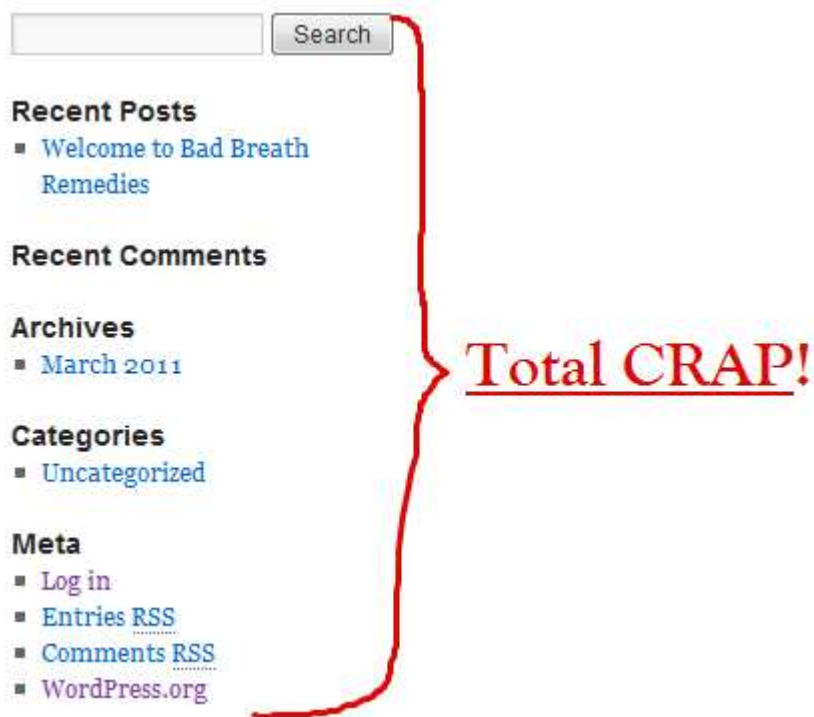 Search
Recent Posts
Welcome to Bad Breath
Remedies
Recent Comments
Archives
March 2011
Total CRAP!
Categories
Uncategorized
Meta
Log in
Entries RSS
Comments RSS
WordPress.org